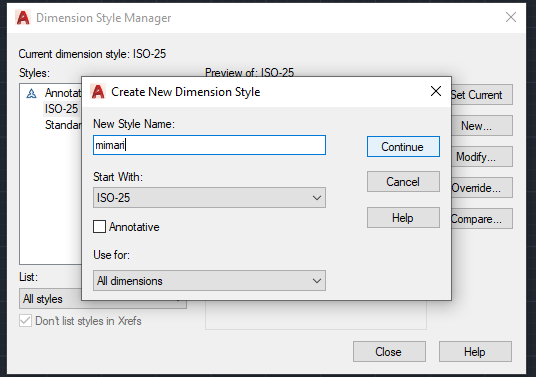 Dimension Style Manager
Current dimension style: ISO-25
Styles:
Preview of: ISO-25
Annotat
ISO-25
Standar
Set Current
New...
Modify...
Override...
Compare...
Create New Dimension Style
New Style Name:
mimari
Continue
Start With:
ISO-25
Cancel
Annotative
Help
Use for:
All dimensions
List:
All styles
Don't list styles in Xrefs
Close
Help